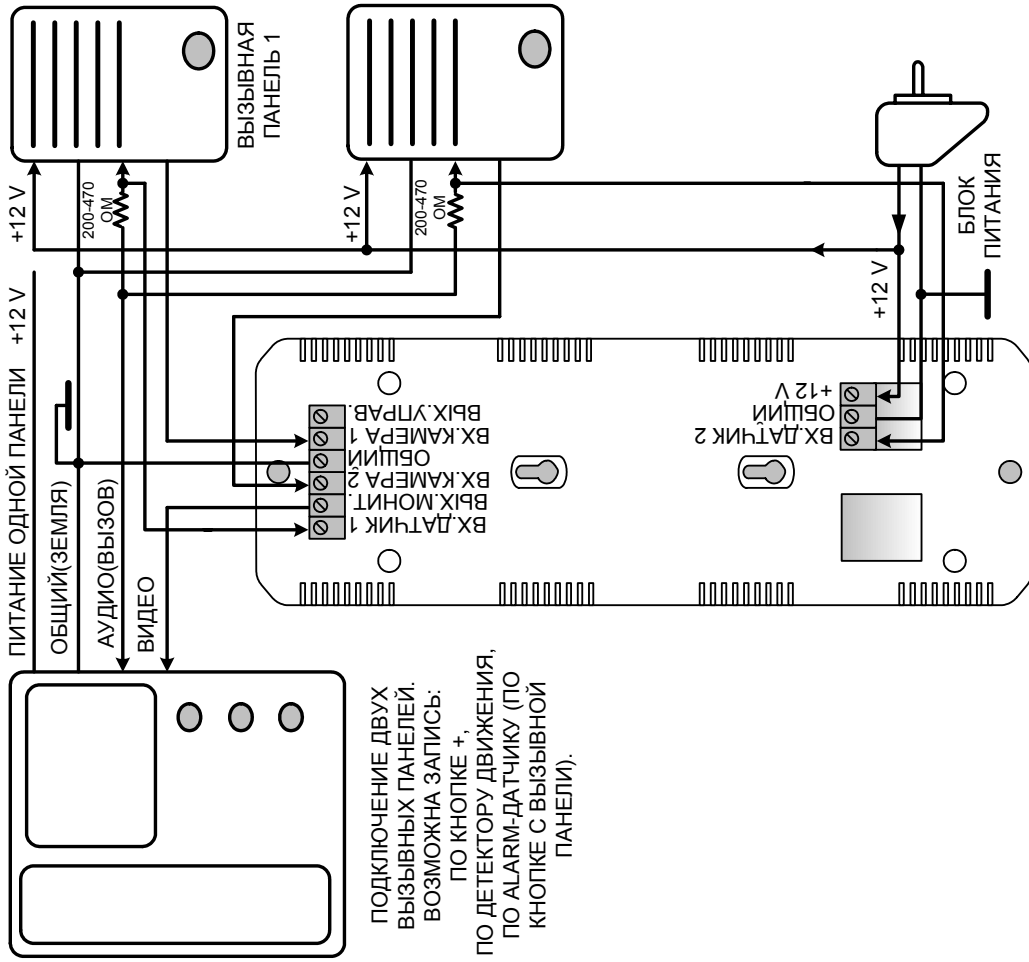 ПИТАНИЕ ОДНОЙ ПАНЕЛИ
+12 V
+12 V
ОБЩИЙ(ЗЕМЛЯ)
200-470
ОМ
АУДИО(ВЫЗОВ)
ВИДЕО
ВЫЗЫВНАЯ
ПАНЕЛЬ 1
+12 V
200-470
ОМ
ВЫХ.УПРАВ.
ВХ.КАМЕРА 1
ОБЩИЙ
ВХ.КАМЕРА 2
ВЫХ.МОНИТ.
ВХ.ДАТЧИК 1
+12 V
ОБЩИЙ
ВХ.ДАТЧИК 2
+12 V
БЛОК
ПИТАНИЯ
ПОДКЛЮЧЕНИЕ ДВУХ
ВЫЗЫВНЫХ ПАНЕЛЕЙ.
ВОЗМОЖНА ЗАПИСЬ:
ПО КНОПКЕ +,
ПО ДЕТЕКТОРУ ДВИЖЕНИЯ,
ПО ALARM-ДАТЧИКУ (ПО
КНОПКЕ С ВЫЗЫВНОЙ
ПАНЕЛИ).